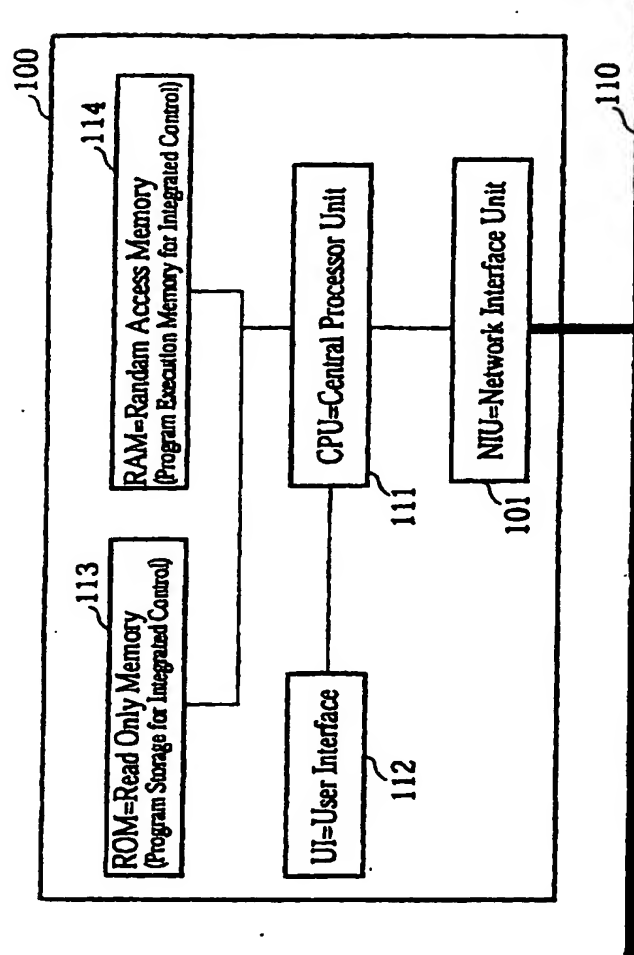 100
113
ROM=Read Only Memory
(Program Storage for Integrated Control)
114
RAM=Randam Access Memory
(Program Execution Memory for Integrated Control)
UI=User Interface
112
CPU=Central Processor Unit
111
NIU=Network Interface Unit
101
110